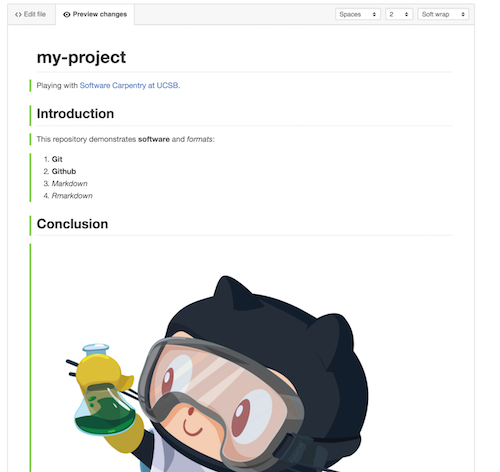 Edit file
Preview changes
Spaces
2
Soft wrap
my-project
Playing with Software Carpentry at UCSB.
Introduction
This repository demonstrates software and formats:
1. Git
2. Github
3. Markdown
4. Rmarkdown
Conclusion